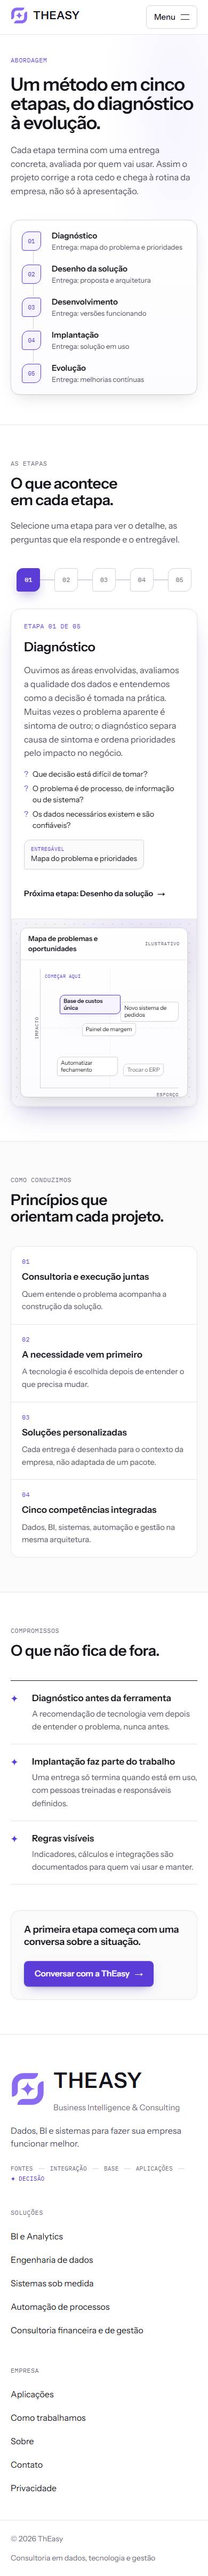 THEASY
Menu
ABORDAGEM
Um método em cinco
etapas, do diagnóstico
à evolução.
Cada etapa termina com uma entrega
concreta, avaliada por quem vai usar. Assim o
projeto corrige a rota cedo e chega à rotina da
empresa, não só à apresentação.
01
Diagnóstico
Entrega: mapa do problema e prioridades
02
Desenho da solução
Entrega: proposta e arquitetura
03
Desenvolvimento
Entrega: versões funcionando
04
Implantação
Entrega: solução em uso
05
Evolução
Entrega: melhorias contínuas
AS ETAPAS
O que acontece
em cada etapa.
Selecione uma etapa para ver o detalhe, as
perguntas que ela responde e o entregável.
01 02 03 04 05
ETAPA 01 DE 05
Diagnóstico
Ouvimos as áreas envolvidas, avaliamos
a qualidade dos dados e entendemos
como a decisão é tomada na prática.
Muitas vezes o problema aparente é
sintoma de outro; o diagnóstico separa
causa de sintoma e ordena prioridades
pelo impacto no negócio.
? Que decisão está difícil de tomar?
? O problema é de processo, de informação
ou de sistema?
? Os dados necessários existem e são
confiáveis?
ENTREGÁVEL
Mapa do problema e prioridades
Próxima etapa: Desenho da solução →
Mapa de problemas e
oportunidades
ILUSTRATIVO
COMEÇAR AQUI
Base de custos
única
Novo sistema de
pedidos
Painel de margem
IMPACTO
Automatizar
fechamento
Trocar o ERP
ESFORÇO
COMO CONDUZIMOS
Princípios que
orientam cada projeto.
01
Consultoria e execução juntas
Quem entende o problema acompanha a
construção da solução.
02
A necessidade vem primeiro
A tecnologia é escolhida depois de entender o
que precisa mudar.
03
Soluções personalizadas
Cada entrega é desenhada para o contexto da
empresa, não adaptada de um pacote.
04
Cinco competências integradas
Dados, BI, sistemas, automação e gestão na
mesma arquitetura.
COMPROMISSOS
O que não fica de fora.
Diagnóstico antes da ferramenta
A recomendação de tecnologia vem depois
de entender o problema, nunca antes.
Implantação faz parte do trabalho
Uma entrega só termina quando está em uso,
com pessoas treinadas e responsáveis
definidos.
Regras visíveis
Indicadores, cálculos e integrações são
documentados para quem vai usar e manter.
A primeira etapa começa com uma
conversa sobre a situação.
Conversar com a ThEasy →
THEASY
Business Intelligence & Consulting
Dados, BI e sistemas para fazer sua empresa
funcionar melhor.
FONTES — INTEGRAÇÃO — BASE — APLICAÇÕES —
✦ DECISÃO
SOLUÇÕES
BI e Analytics
Engenharia de dados
Sistemas sob medida
Automação de processos
Consultoria financeira e de gestão
EMPRESA
Aplicações
Como trabalhamos
Sobre
Contato
Privacidade
© 2026 ThEasy
Consultoria em dados, tecnologia e gestão